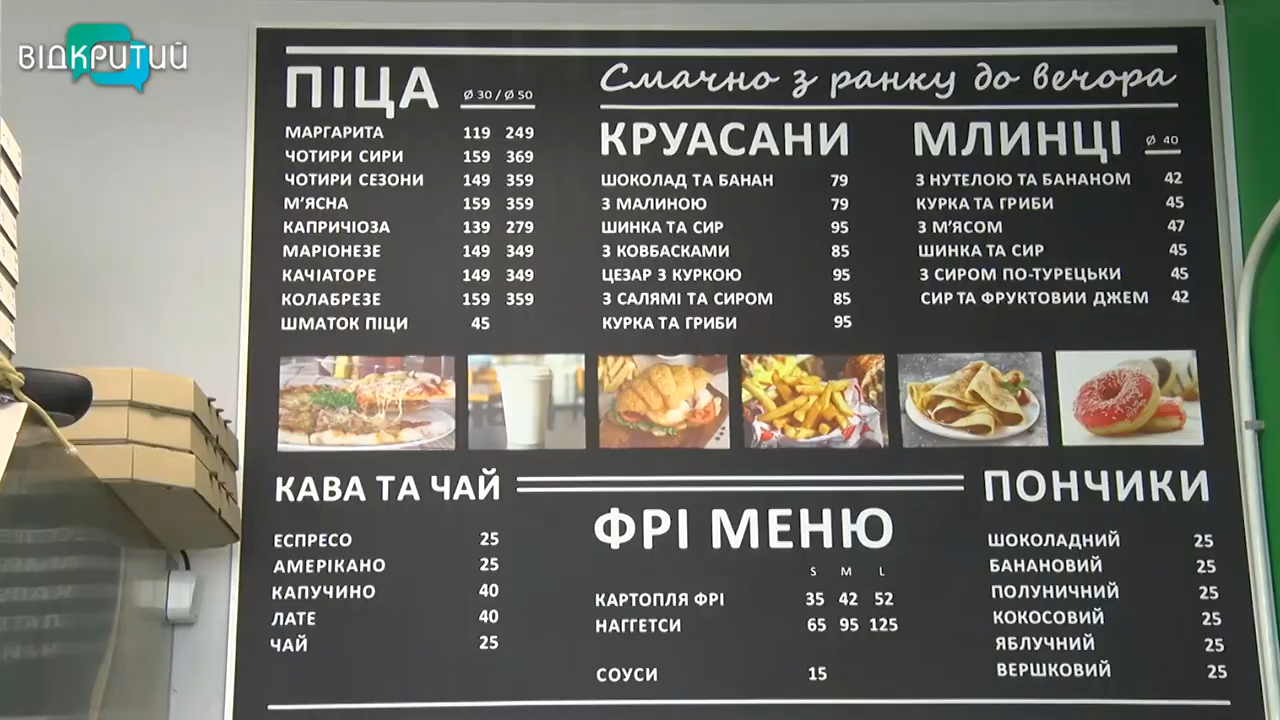 ВІДКРИТИЙ
ПІЦА Ø 30 / Ø 50
МАРГАРИТА 119 249
ЧОТИРИ СИРИ 159 369
ЧОТИРИ СЕЗОНИ 149 359
М'ЯСНА 159 359
КАПРИЧІОЗА 139 279
МАРІОНЕЗЕ 149 349
КАЧІАТОРЕ 149 349
КОЛАБРЕЗЕ 159 359
ШМАТОК ПІЦИ 45
Смачно з ранку до вечора
КРУАСАНИ
ШОКОЛАД ТА БАНАН 79
З МАЛИНОЮ 79
ШИНКА ТА СИР 95
З КОВБАСКАМИ 85
ЦЕЗАР З КУРКОЮ 95
З САЛЯМІ ТА СИРОМ 85
КУРКА ТА ГРИБИ 95
МЛИНЦІ Ø 40
З НУТЕЛОЮ ТА БАНАНОМ 42
КУРКА ТА ГРИБИ 45
З М'ЯСОМ 47
ШИНКА ТА СИР 45
З СИРОМ ПО-ТУРЕЦЬКИ 45
СИР ТА ФРУКТОВИИ ДЖЕМ 42
КАВА ТА ЧАЙ
ЕСПРЕСО 25
АМЕРІКАНО 25
КАПУЧИНО 40
ЛАТЕ 40
ЧАЙ 25
ФРІ МЕНЮ
S M L
КАРТОПЛЯ ФРІ 35 42 52
НАГГЕТСИ 65 95 125
СОУСИ 15
ПОНЧИКИ
ШОКОЛАДНИЙ 25
БАНАНОВИЙ 25
ПОЛУНИЧНИЙ 25
КОКОСОВИЙ 25
ЯБЛУЧНИЙ 25
ВЕРШКОВИЙ 25